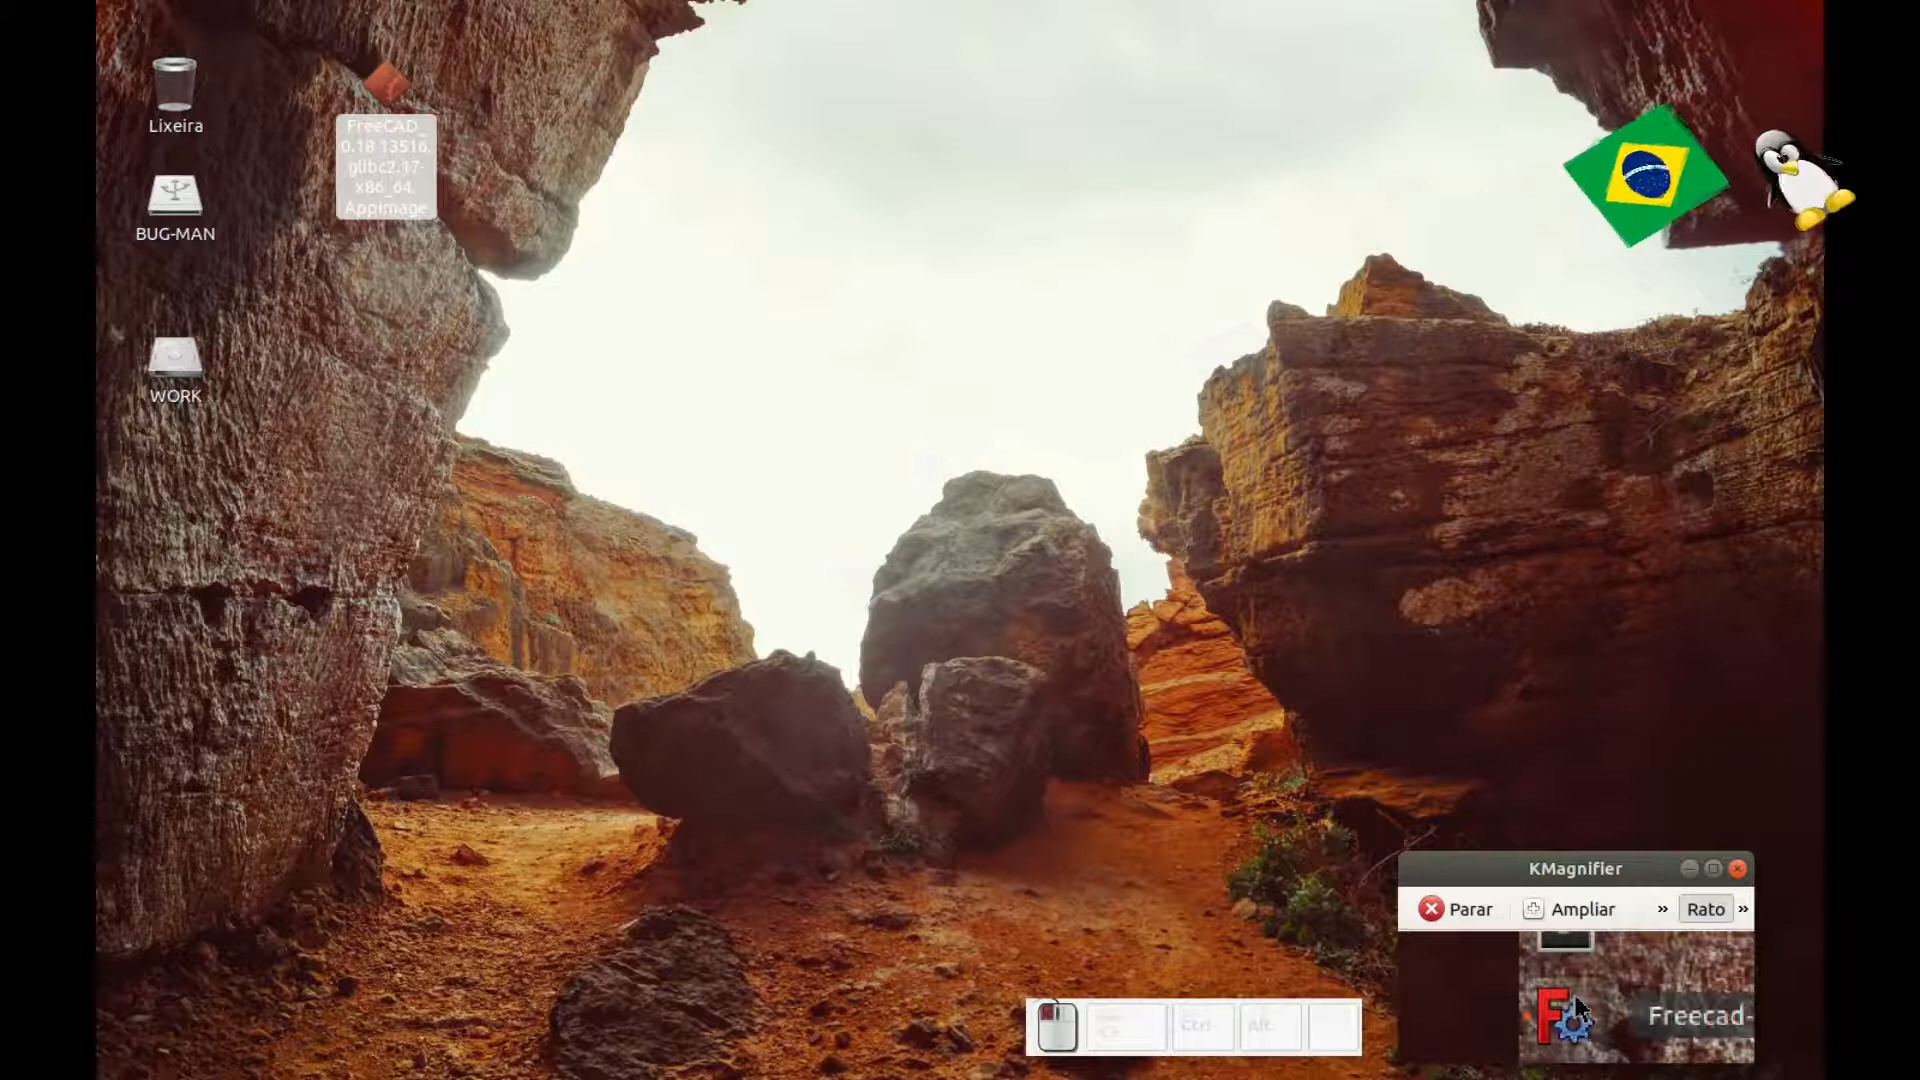 Lixeira
FreeCAD_
0.18 13516.
glibc2.17-
x86_64.
AppImage
BUG-MAN
WORK
KMagnifier
Parar
Ampliar
»
Rato
»
Freecad-
Ctrl
Alt